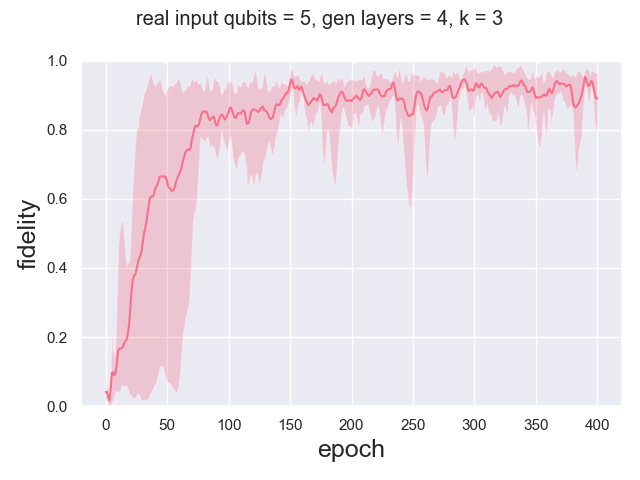 real input qubits = 5, gen layers = 4, k = 3
1.0
0.8
0.6
0.4
0.2
0.0
fidelity
0 50 100 150 200 250 300 350 400
epoch